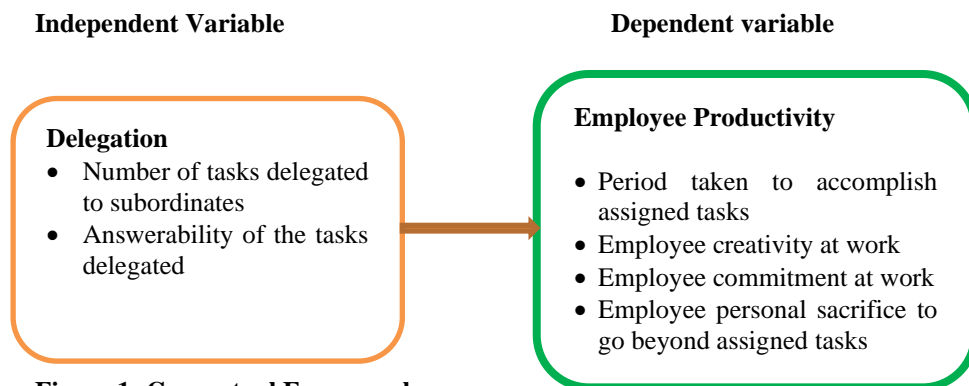 Independent Variable
Dependent variable
Delegation
• Number of tasks delegated
to subordinates
• Answerability of the tasks
delegated
Employee Productivity
• Period taken to accomplish
assigned tasks
• Employee creativity at work
• Employee commitment at work
• Employee personal sacrifice to
go beyond assigned tasks